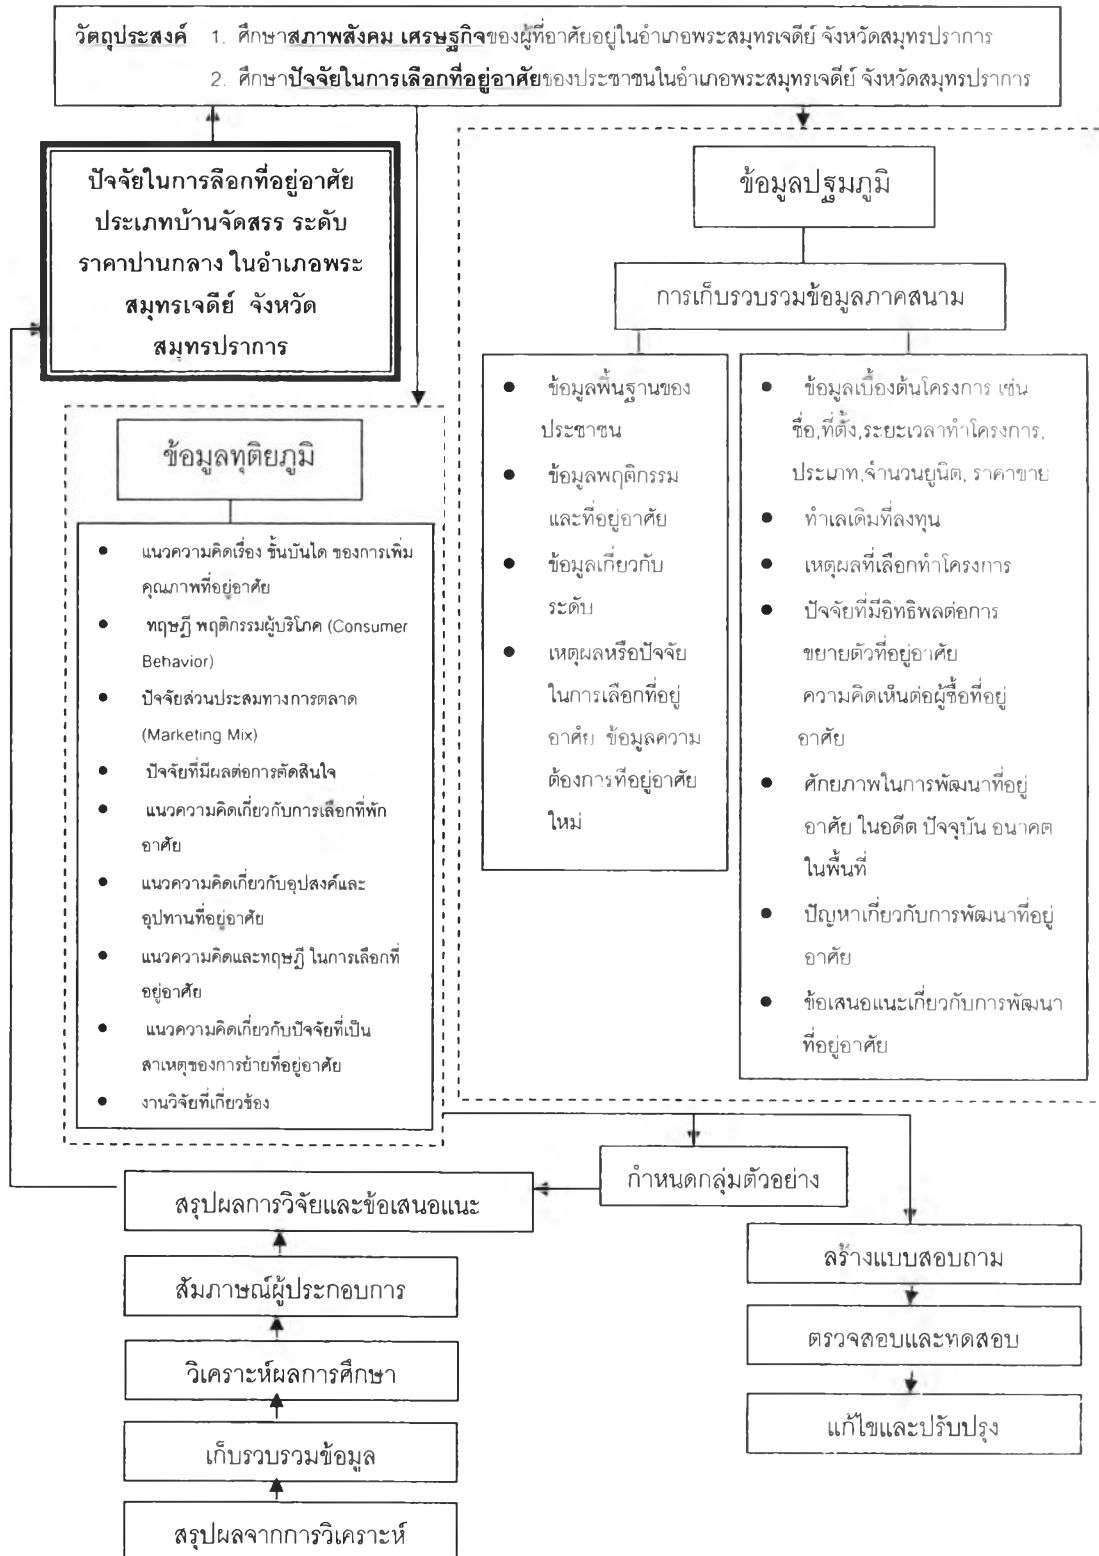 วัตถุประสงค์ 1. ศึกษาสภาพสังคม เศรษฐกิจของผู้ที่อาศัยอยู่ในอำเภอพระสมุทรเจดีย์ จังหวัดสมุทรปราการ
2. ศึกษาปัจจัยในการเลือกที่อยู่อาศัยของประชาชนในอำเภอพระสมุทรเจดีย์ จังหวัดสมุทรปราการ
ปัจจัยในการลือกที่อยู่อาศัย
ประเภทบ้านจัดสรร ระดับ
ราคาปานกลาง ในอำเภอพระ
สมุทรเจดีย์ จังหวัด
สมุทรปราการ
ข้อมูลทุติยภูมิ
• แนวความคิดเรื่อง ขั้นบันได ของการเพิ่ม
คุณภาพที่อยู่อาศัย
• ทฤษฎี พฤติกรรมผู้บริโภค (Consumer
Behavior)
• ปัจจัยส่วนประสมทางการตลาด
(Marketing Mix)
• ปัจจัยที่มีผลต่อการตัดสินใจ
• แนวความคิดเกี่ยวกับการเลือกที่พัก
อาศัย
• แนวความคิดเกี่ยวกับอุปสงค์และ
อุปทานที่อยู่อาศัย
• แนวความคิดและทฤษฎี ในการเลือกที่
อยู่อาศัย
• แนวความคิดเกี่ยวกับปัจจัยที่เป็น
สาเหตุของการย้ายที่อยู่อาศัย
• งานวิจัยที่เกี่ยวข้อง
ข้อมูลปฐมภูมิ
การเก็บรวบรวมข้อมูลภาคสนาม
• ข้อมูลพื้นฐานของ
ประชาชน
• ข้อมูลพฤติกรรม
และที่อยู่อาศัย
• ข้อมูลเกี่ยวกับ
ระดับ
• เหตุผลหรือปัจจัย
ในการเลือกที่อยู่
อาศัย ข้อมูลความ
ต้องการที่อยู่อาศัย
ใหม่
• ข้อมูลเบื้องต้นโครงการ เช่น
ชื่อ,ที่ตั้ง,ระยะเวลาทำโครงการ,
ประเภท,จำนวนยูนิต, ราคาขาย
• ทำเลเดิมที่ลงทุน
• เหตุผลที่เลือกทำโครงการ
• ปัจจัยที่มีอิทธิพลต่อการ
ขยายตัวที่อยู่อาศัย
ความคิดเห็นต่อผู้ซื้อที่อยู่
อาศัย
• ศักยภาพในการพัฒนาที่อยู่
อาศัย ในอดีต ปัจจุบัน อนาคต
ในพื้นที่
• ปัญหาเกี่ยวกับการพัฒนาที่อยู่
อาศัย
• ข้อเสนอแนะเกี่ยวกับการพัฒนา
ที่อยู่อาศัย
กำหนดกลุ่มตัวอย่าง
สร้างแบบสอบถาม
ตรวจสอบและทดสอบ
แก้ไขและปรับปรุง
สรุปผลการวิจัยและข้อเสนอแนะ
สัมภาษณ์ผู้ประกอบการ
วิเคราะห์ผลการศึกษา
เก็บรวบรวมข้อมูล
สรุปผลจากการวิเคราะห์